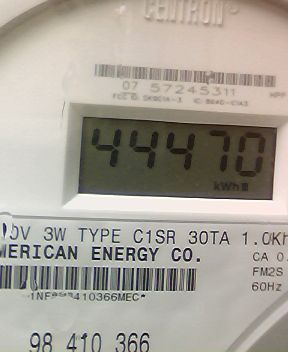 CENTRON®
07 57245311
44470
kWh
0V 3W TYPE C1SR 30TA 1.0Kh
MERICAN ENERGY CO.
CA 0.
FM2S
60Hz
98 410 366